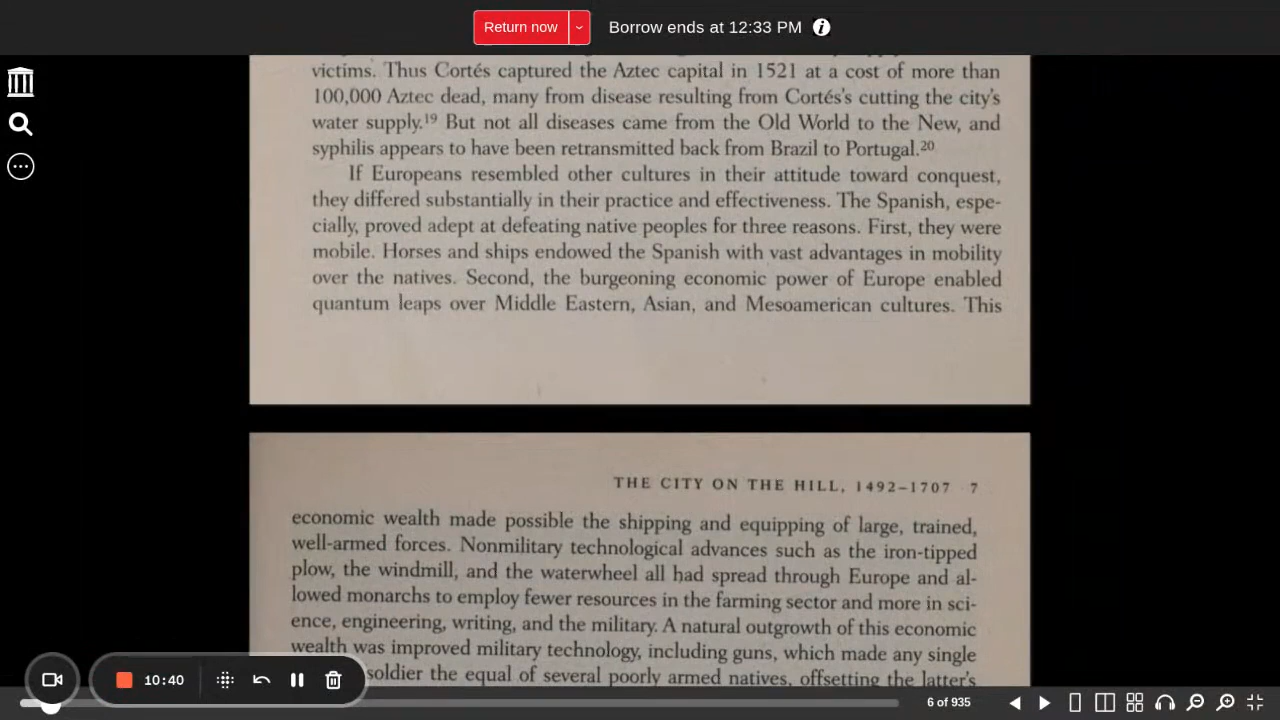 Return now
Borrow ends at 12:33 PM
victims. Thus Cortés captured the Aztec capital in 1521 at a cost of more than
100,000 Aztec dead, many from disease resulting from Cortés's cutting the city's
water supply.¹⁹ But not all diseases came from the Old World to the New, and
syphilis appears to have been retransmitted back from Brazil to Portugal.²⁰
If Europeans resembled other cultures in their attitude toward conquest,
they differed substantially in their practice and effectiveness. The Spanish, espe-
cially, proved adept at defeating native peoples for three reasons. First, they were
mobile. Horses and ships endowed the Spanish with vast advantages in mobility
over the natives. Second, the burgeoning economic power of Europe enabled
quantum leaps over Middle Eastern, Asian, and Mesoamerican cultures. This
THE CITY ON THE HILL, 1492–1707 7
economic wealth made possible the shipping and equipping of large, trained,
well-armed forces. Nonmilitary technological advances such as the iron-tipped
plow, the windmill, and the waterwheel all had spread through Europe and al-
lowed monarchs to employ fewer resources in the farming sector and more in sci-
ence, engineering, writing, and the military. A natural outgrowth of this economic
wealth was improved military technology, including guns, which made any single
soldier the equal of several poorly armed natives, offsetting the latter's
10:40
6 of 935